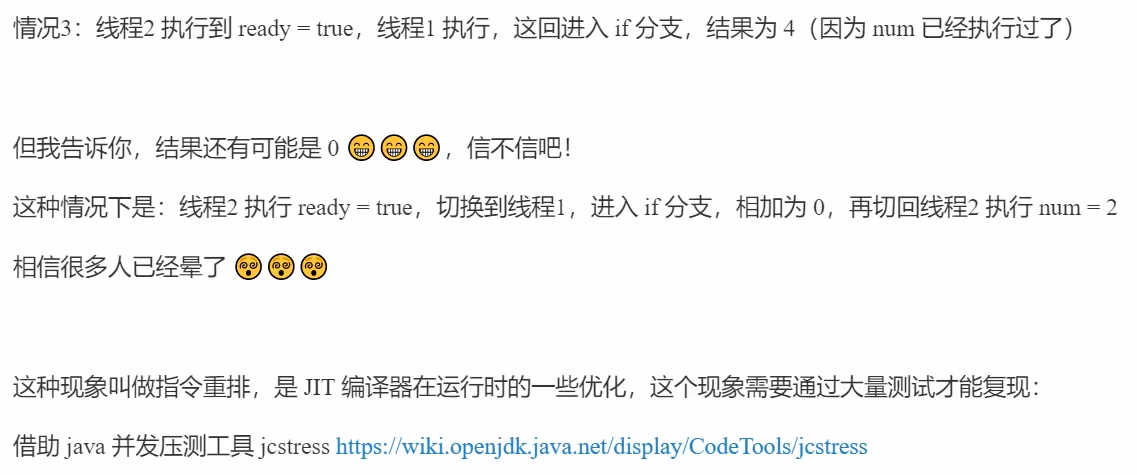 情况3：线程2 执行到 ready = true，线程1 执行，这回进入 if 分支，结果为 4（因为 num 已经执行过了）
但我告诉你，结果还有可能是 0 😁😁😁，信不信吧！
这种情况下是：线程2 执行 ready = true，切换到线程1，进入 if 分支，相加为 0，再切回线程2 执行 num = 2
相信很多人已经晕了 😵😵😵
这种现象叫做指令重排，是 JIT 编译器在运行时的一些优化，这个现象需要通过大量测试才能复现：
借助 java 并发压测工具 jcstress https://wiki.openjdk.java.net/display/CodeTools/jcstress